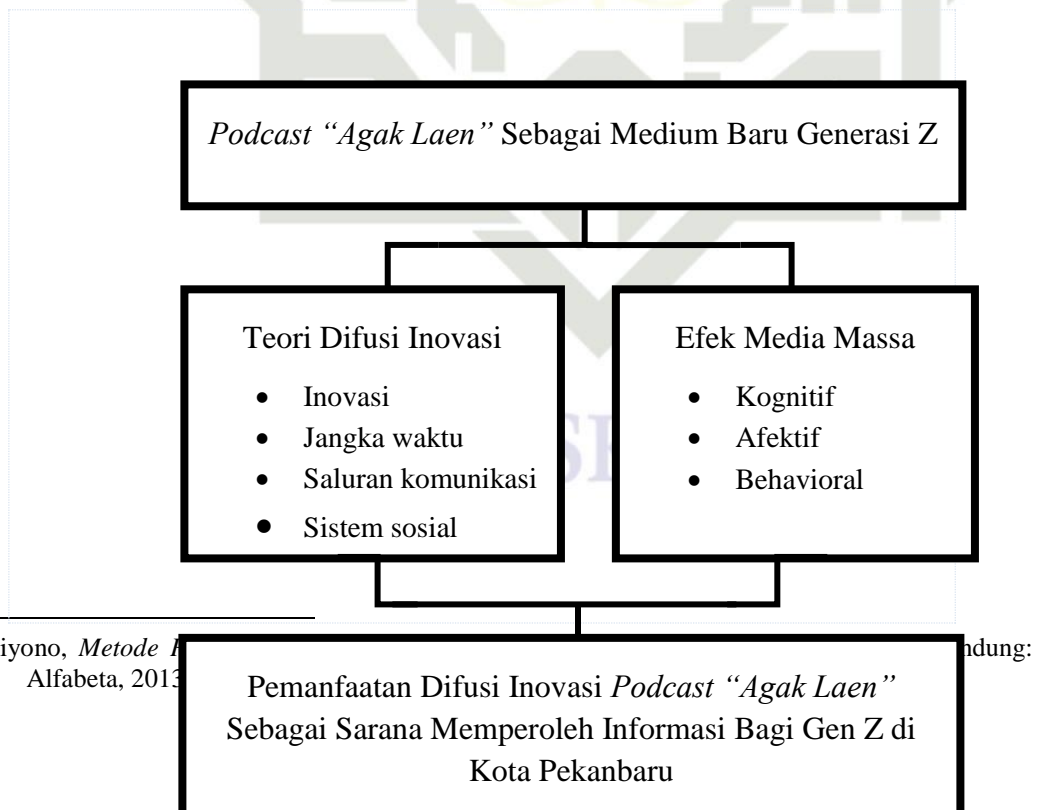 Podcast “Agak Laen” Sebagai Medium Baru Generasi Z
Teori Difusi Inovasi
• Inovasi
• Jangka waktu
• Saluran komunikasi
• Sistem sosial
Efek Media Massa
• Kognitif
• Afektif
• Behavioral
iyono, Metode
ndung:
Alfabeta, 2013
Pemanfaatan Difusi Inovasi Podcast “Agak Laen”
Sebagai Sarana Memperoleh Informasi Bagi Gen Z di
Kota Pekanbaru